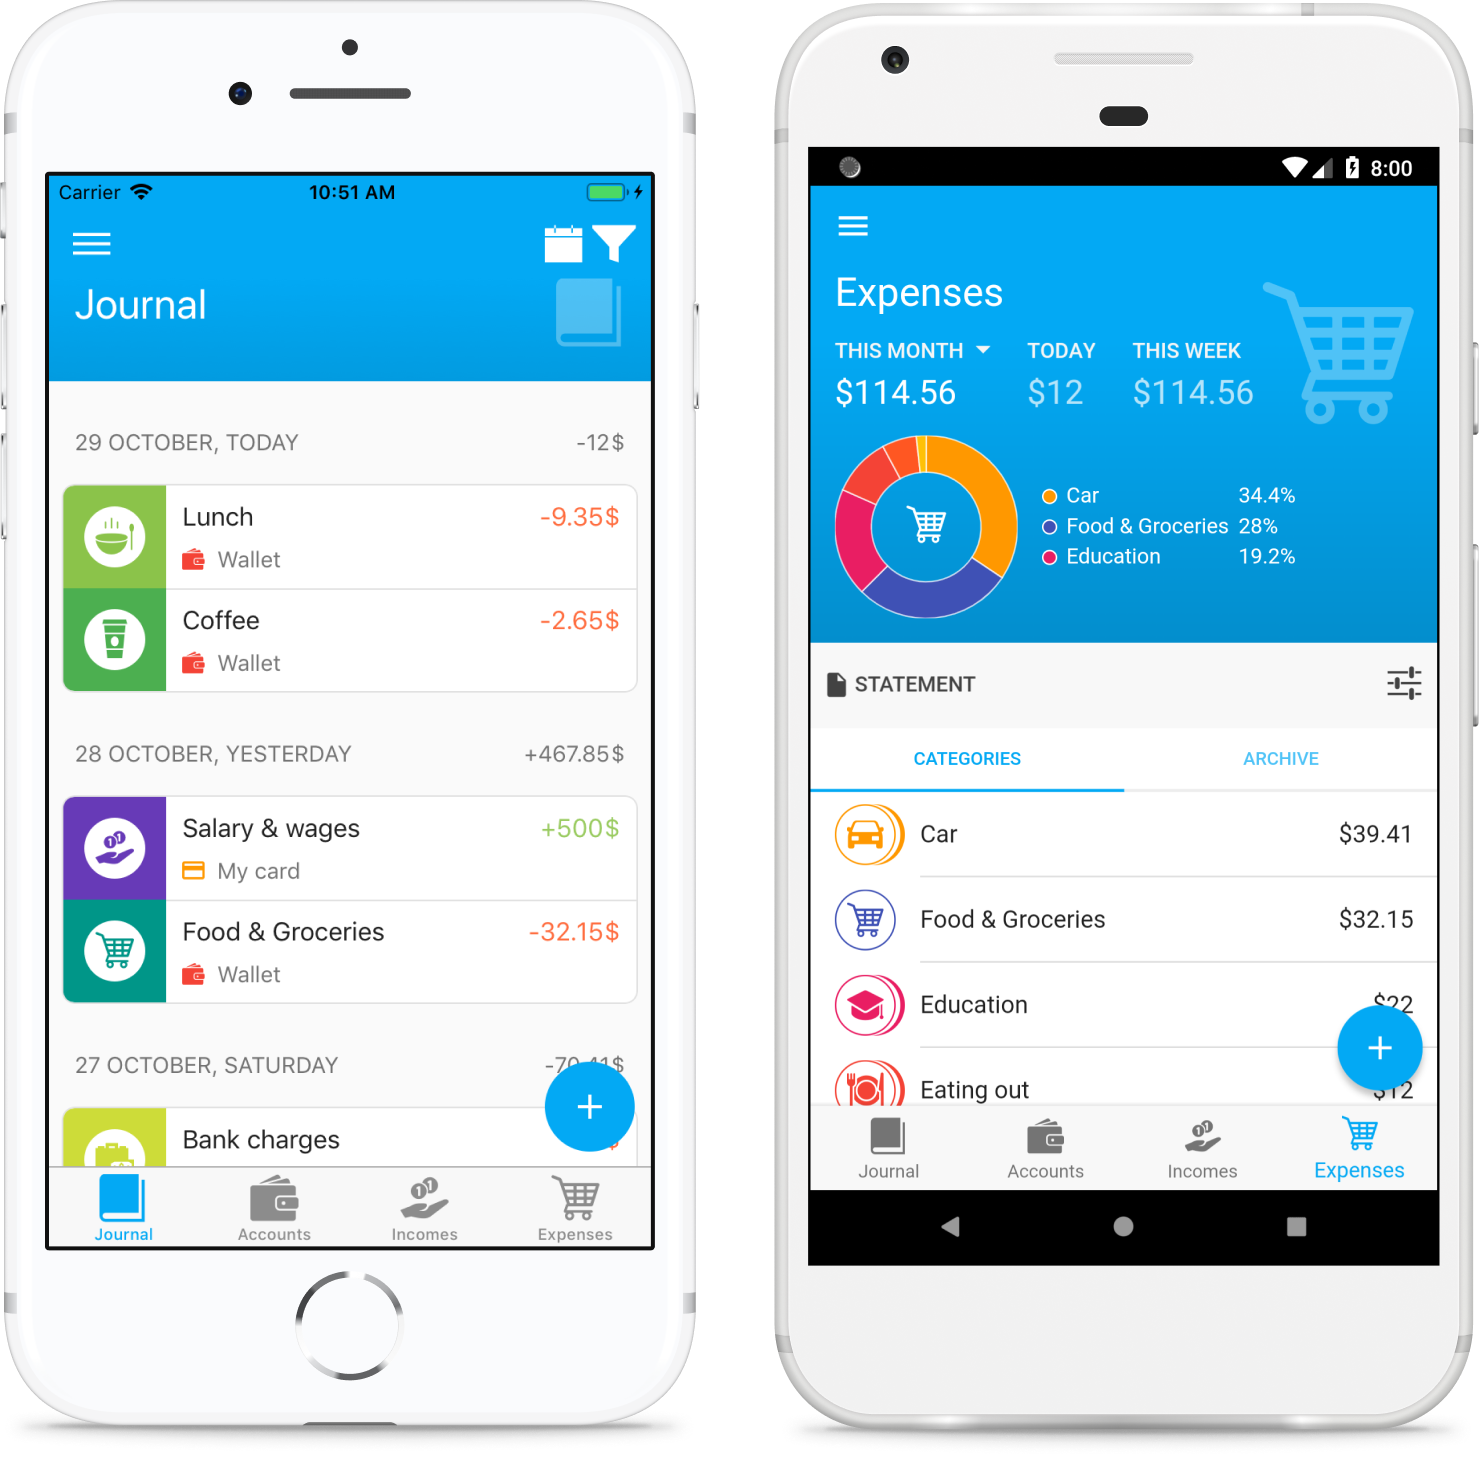 Carrier 10:51 AM
Journal
29 OCTOBER, TODAY -12$
Lunch -9.35$
Wallet
Coffee -2.65$
Wallet
28 OCTOBER, YESTERDAY +467.85$
Salary & wages +500$
My card
Food & Groceries -32.15$
Wallet
27 OCTOBER, SATURDAY
Bank charges
Journal Accounts Incomes Expenses
8:00
Expenses
THIS MONTH TODAY THIS WEEK
$114.56 $12 $114.56
Car 34.4%
Food & Groceries 28%
Education 19.2%
STATEMENT
CATEGORIES ARCHIVE
Car $39.41
Food & Groceries $32.15
Education $22
Eating out $12
Journal Accounts Incomes Expenses